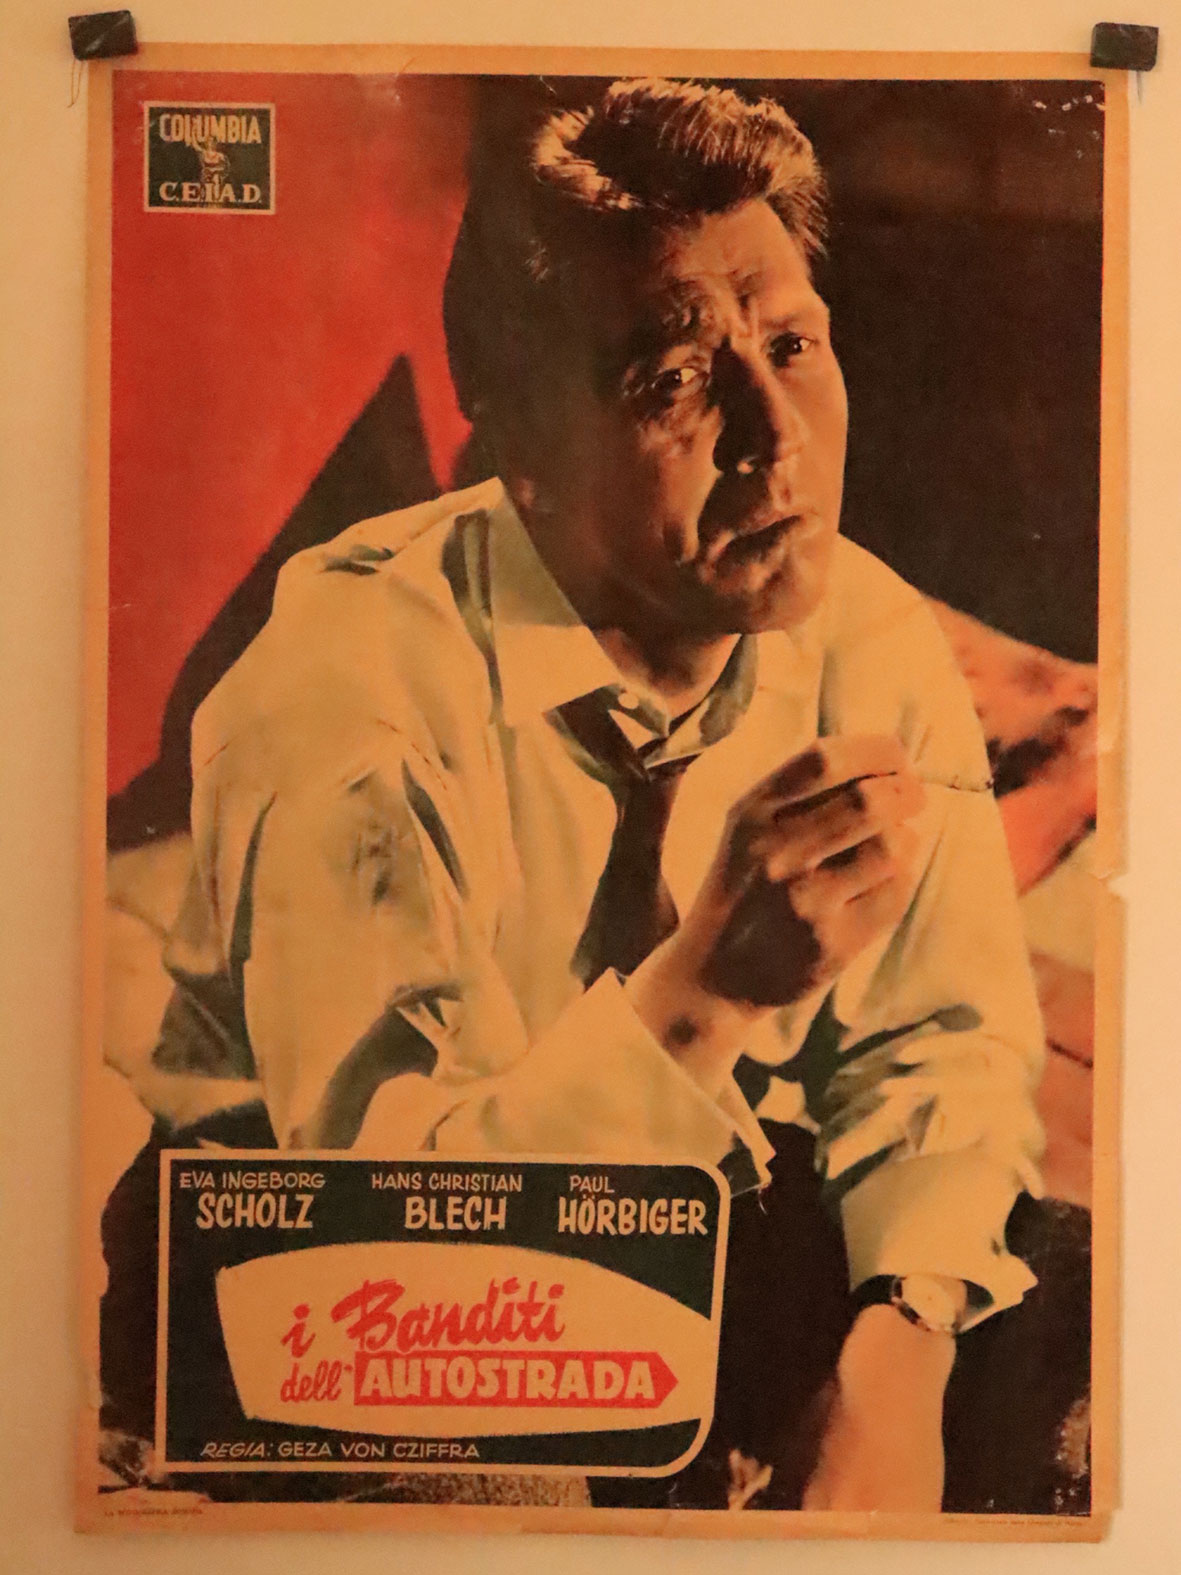 COLUMBIA
C.E.I.A.D.
EVA INGEBORG
SCHOLZ
HANS CHRISTIAN
BLECH
PAUL
HÖRBIGER
i Banditi
dell'AUTOSTRADA
REGIA: GEZA VON CZIFFRA